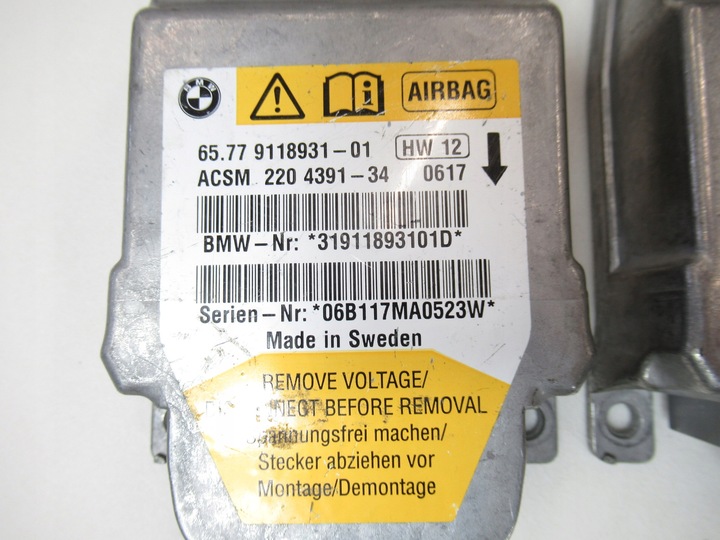 BMW
AIRBAG
65.77 9118931-01 HW 12
ACSM 220 4391-34 0617
BMW-Nr: *31911893101D*
Serien-Nr: *06B117MA0523W*
Made in Sweden
REMOVE VOLTAGE/
BEFORE REMOVAL
machen/
Stecker abziehen vor
Montage/Demontage